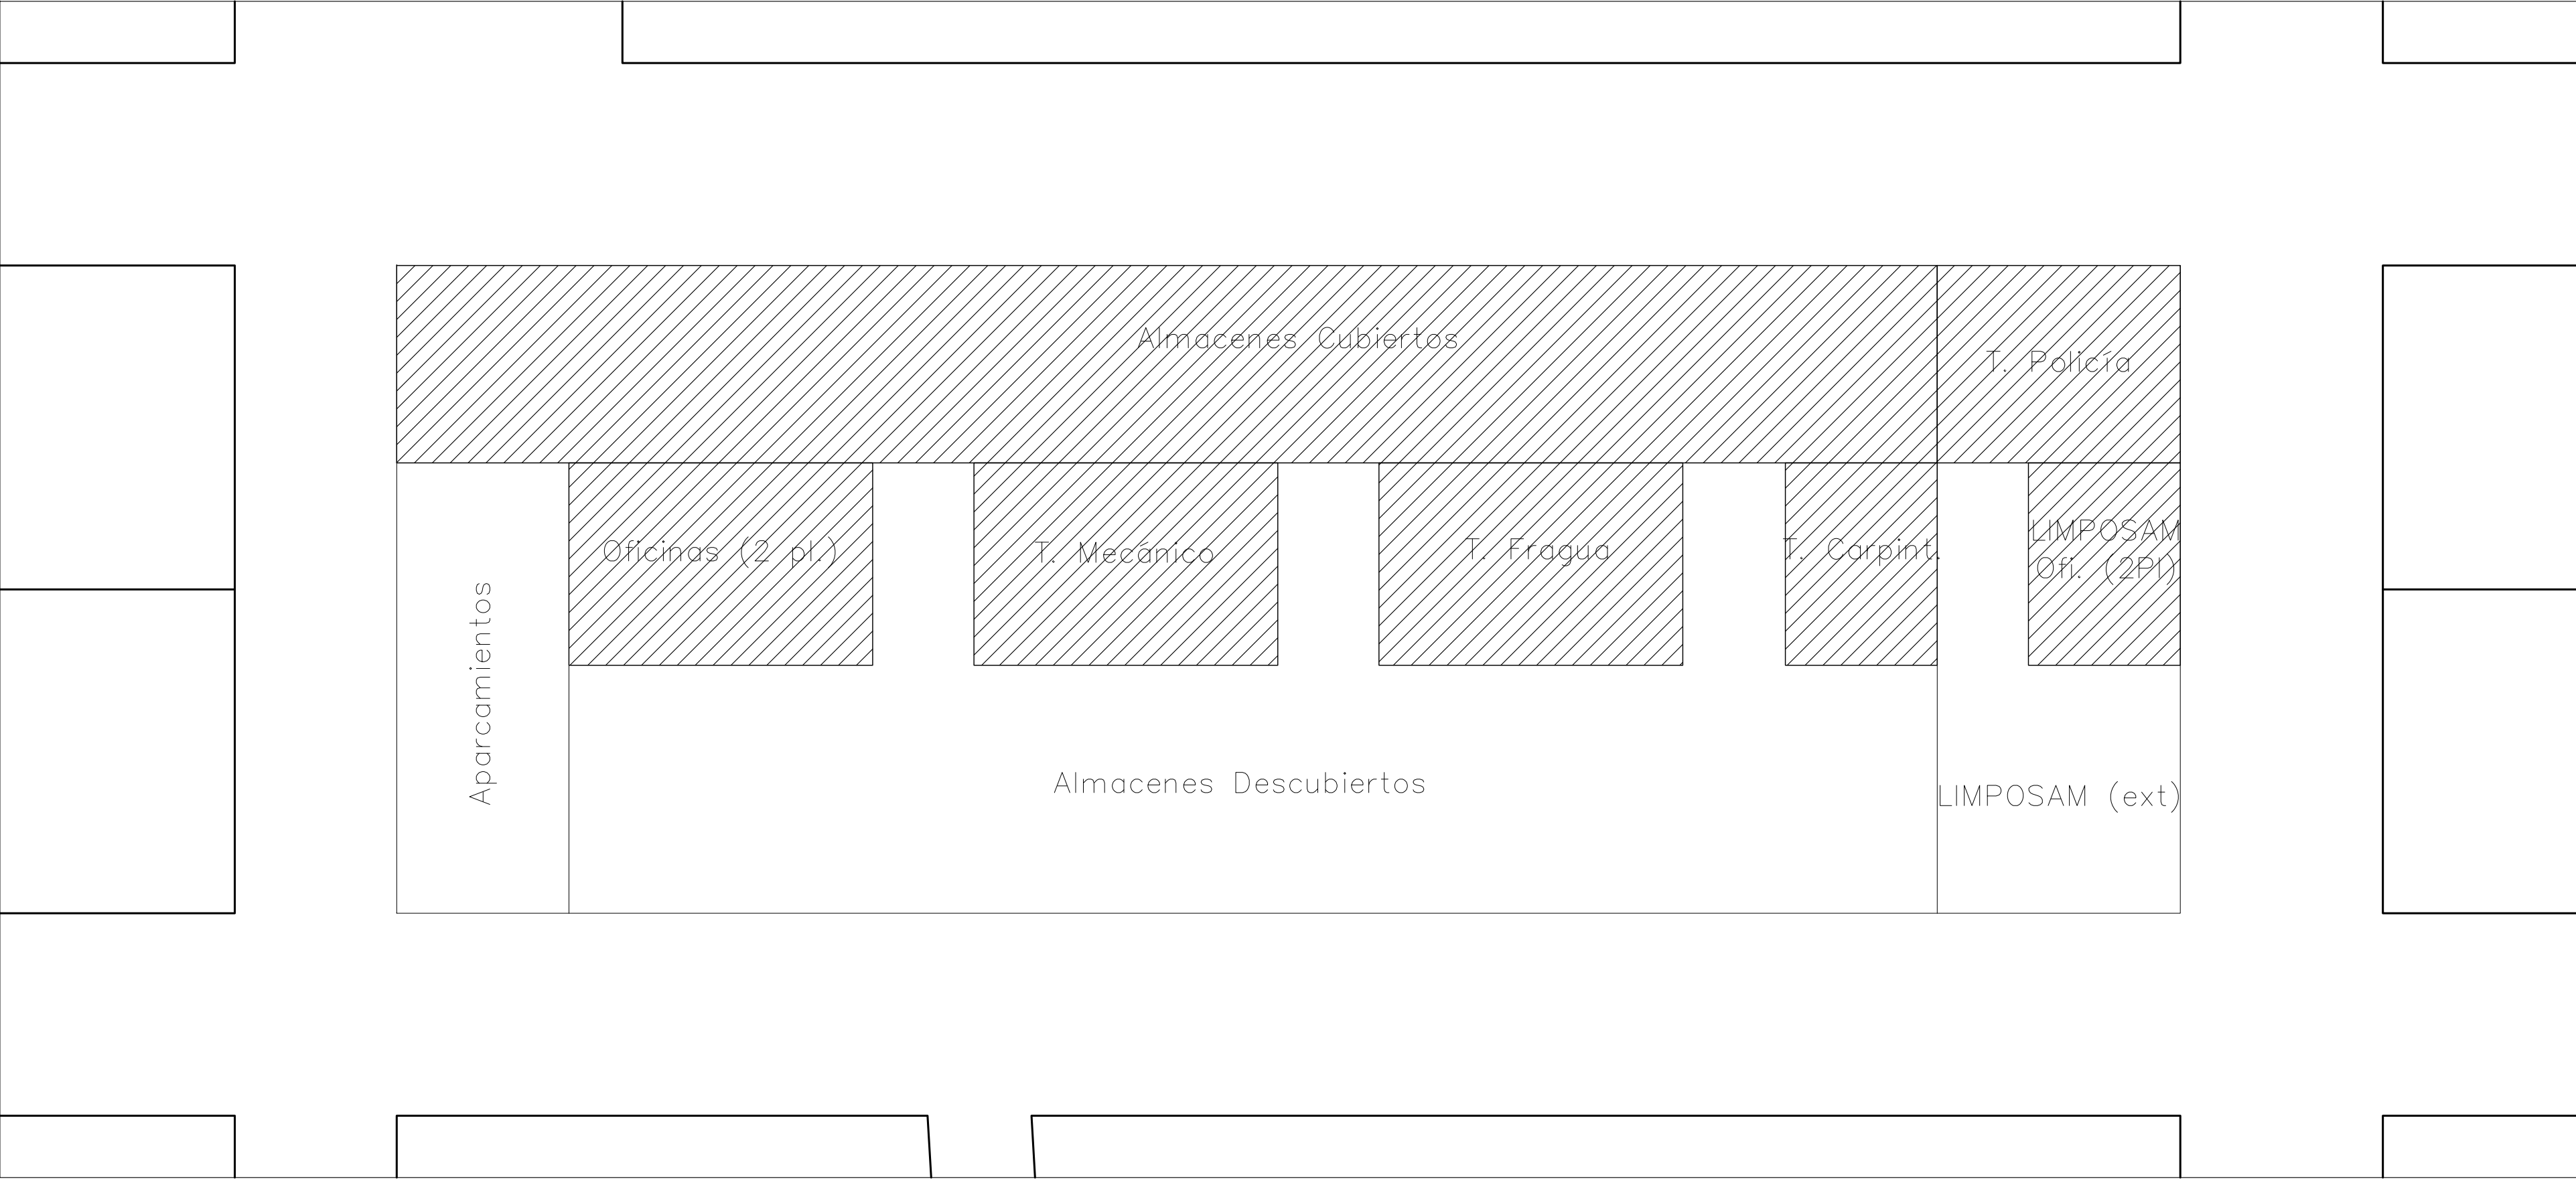 Almacenes Cubiertos
T. Policía
Oficinas (2 pl.)
T. Mecánico
T. Fragua
T. Carpint.
LIMPOSAM
Ofi. (2Pl)
Aparcamientos
Almacenes Descubiertos
LIMPOSAM (ext)